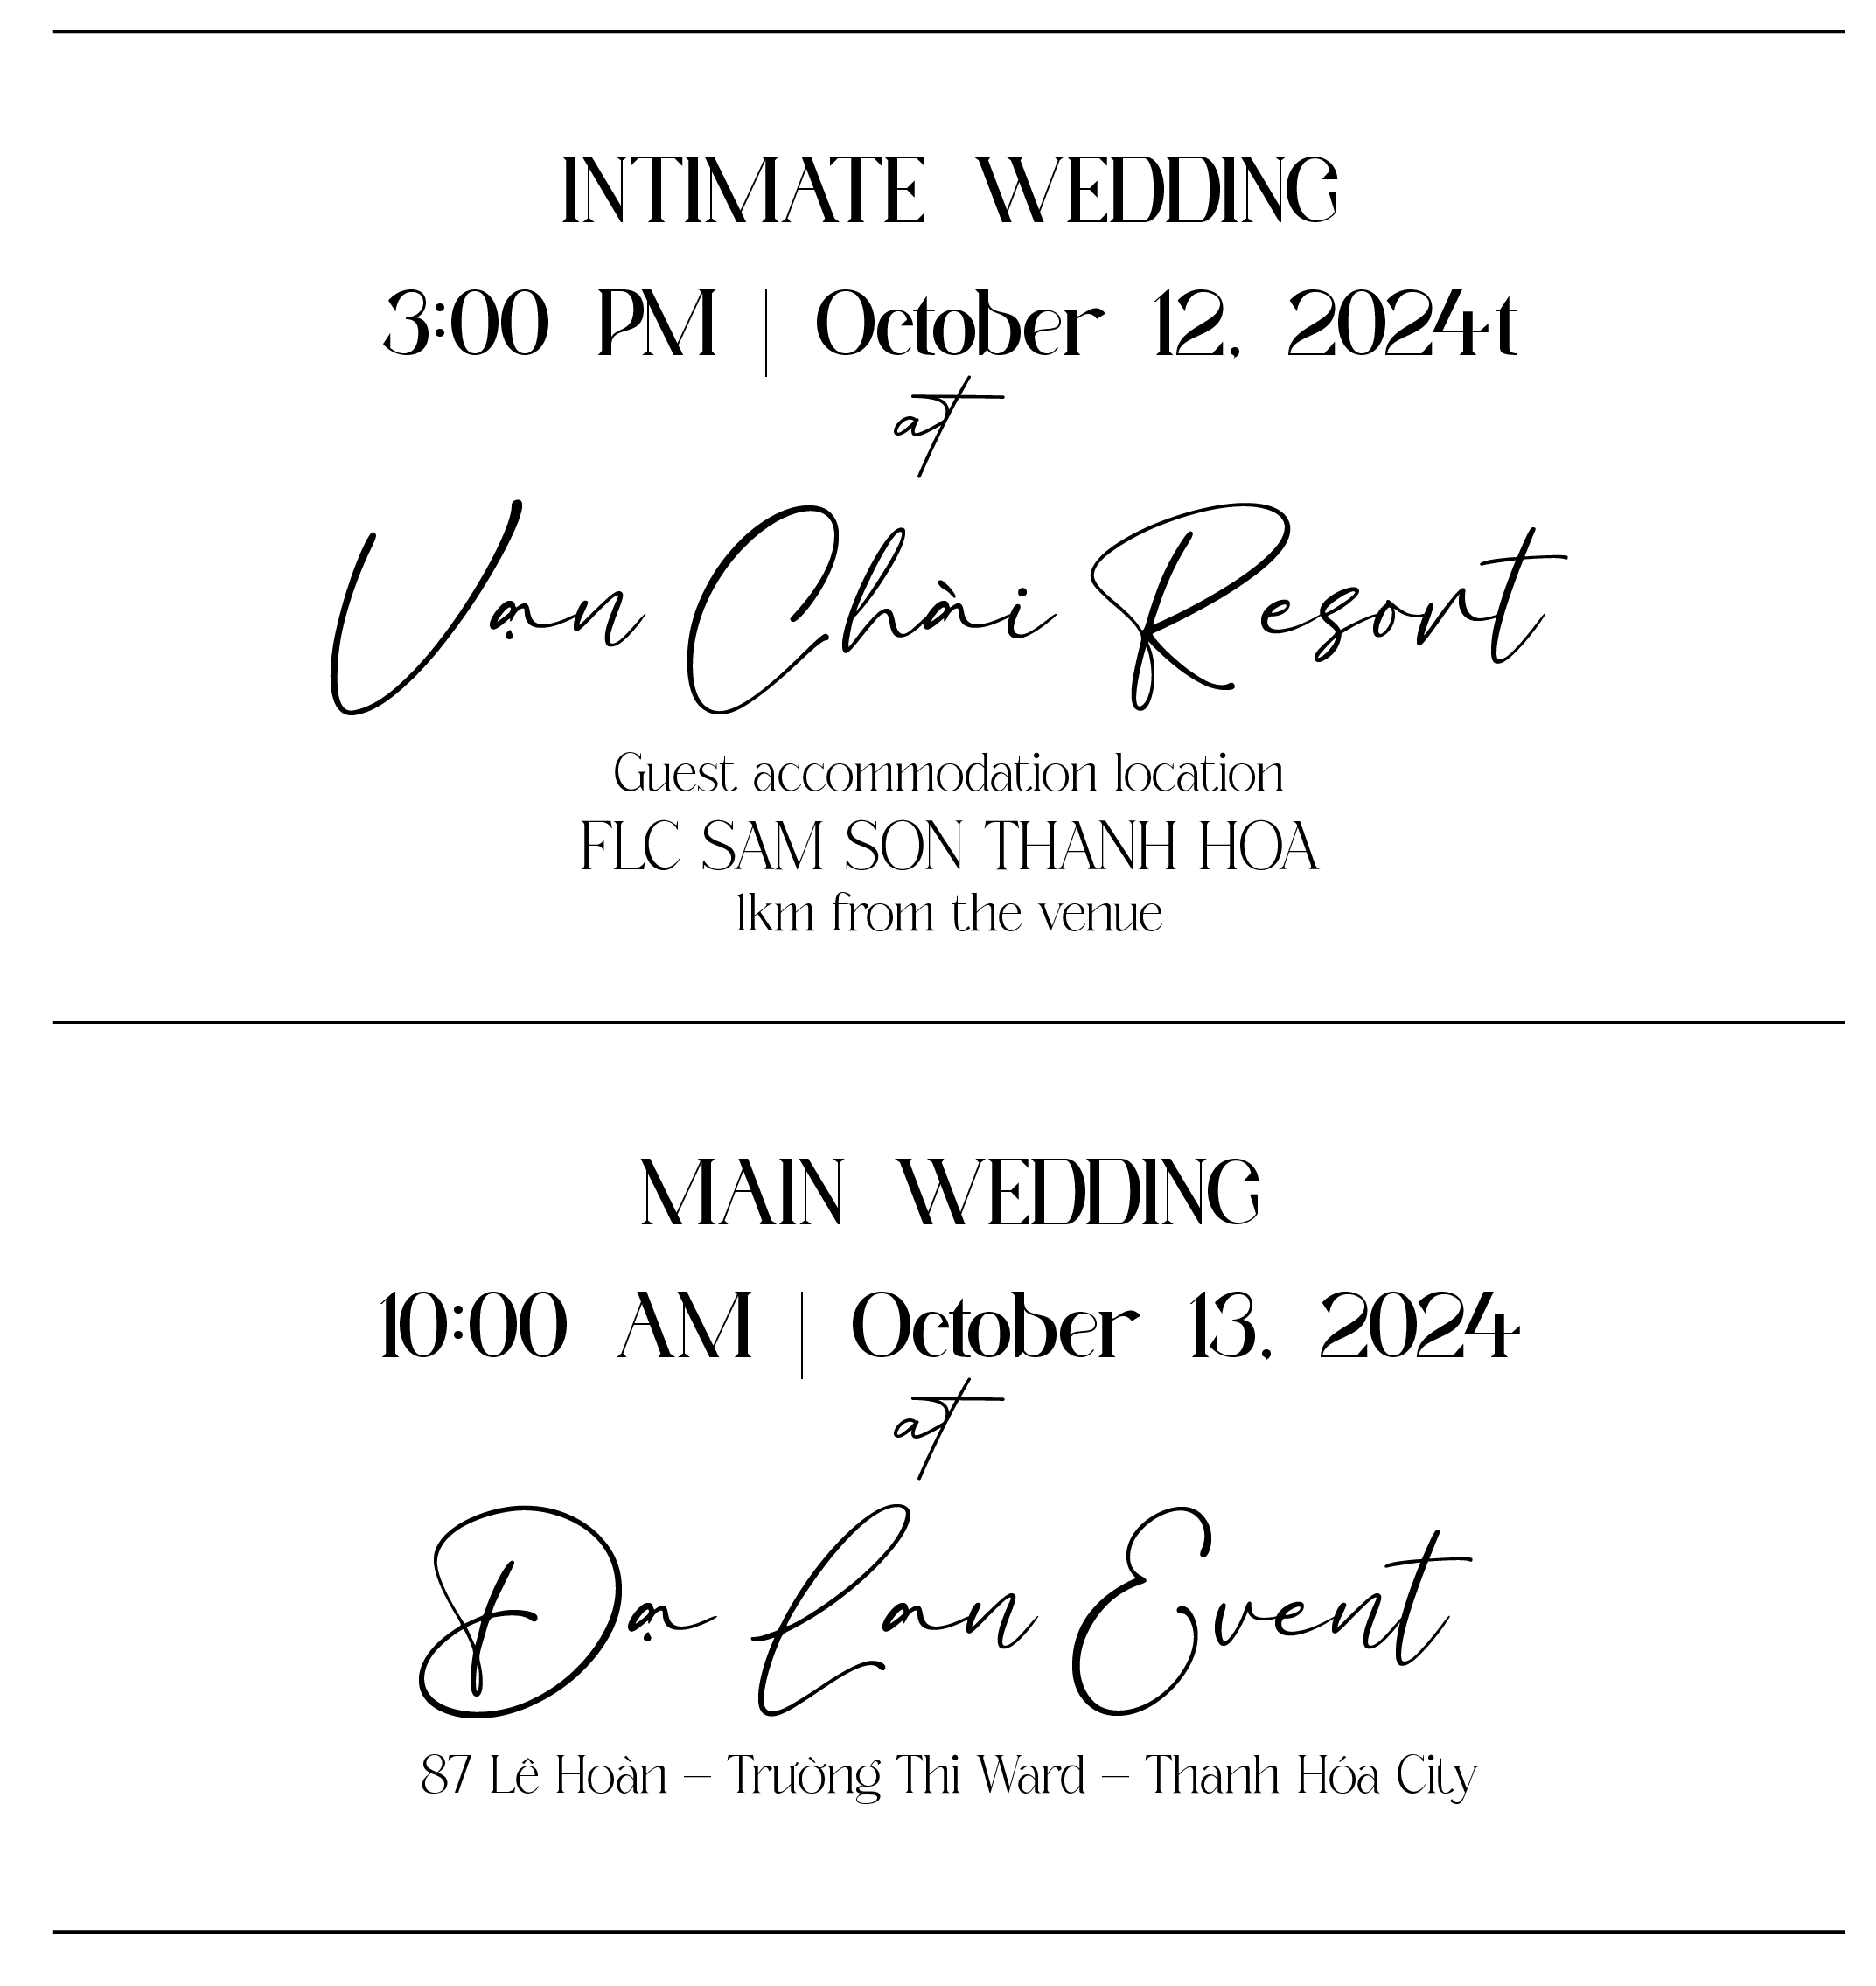 INTIMATE WEDDING
3:00 PM | October 12, 2024t
at
Vạn Chài Resort
Guest accommodation location
FLC SAM SON THANH HOA
1km from the venue
MAIN WEDDING
10:00 AM | October 13, 2024
at
Dạ Lan Event
87 Lê Hoàn – Trường Thi Ward – Thanh Hóa City